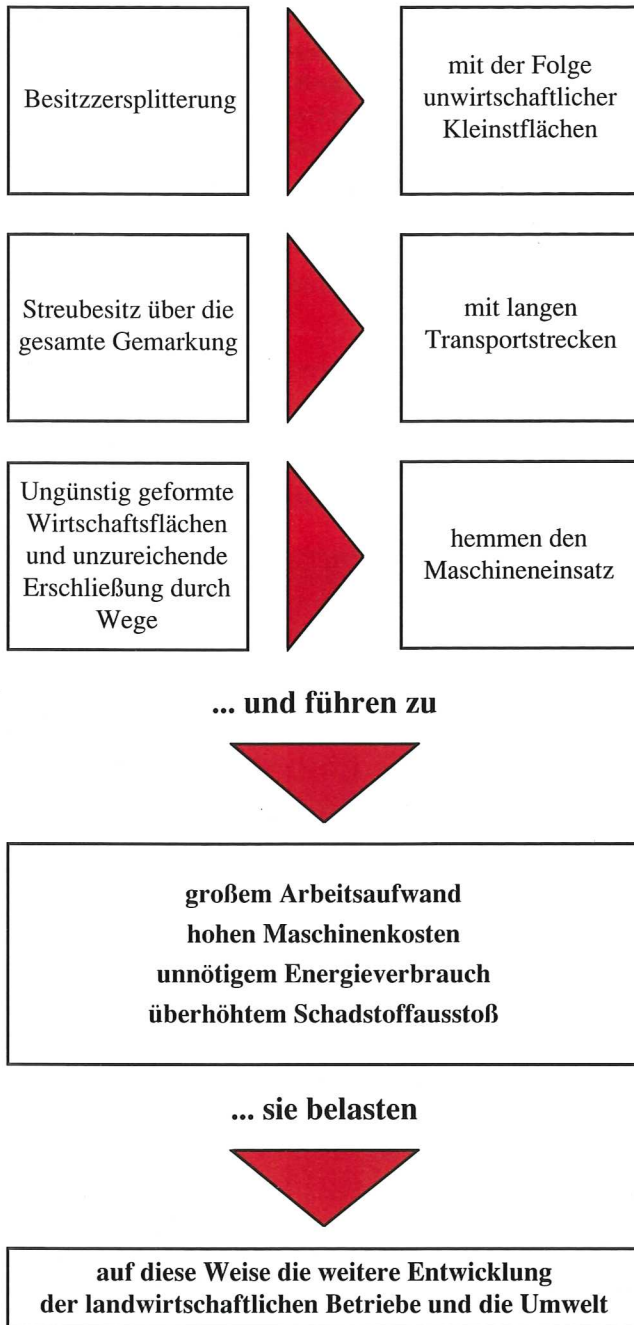 Besitzzersplitterung
mit der Folge
unwirtschaftlicher
Kleinstflächen
Streubesitz über die
gesamte Gemarkung
mit langen
Transportstrecken
Ungünstig geformte
Wirtschaftsflächen
und unzureichende
Erschließung durch
Wege
hemmen den
Maschineneinsatz
... und führen zu
großem Arbeitsaufwand
hohen Maschinenkosten
unnötigem Energieverbrauch
überhöhtem Schadstoffausstoß
... sie belasten
auf diese Weise die weitere Entwicklung
der landwirtschaftlichen Betriebe und die Umwelt